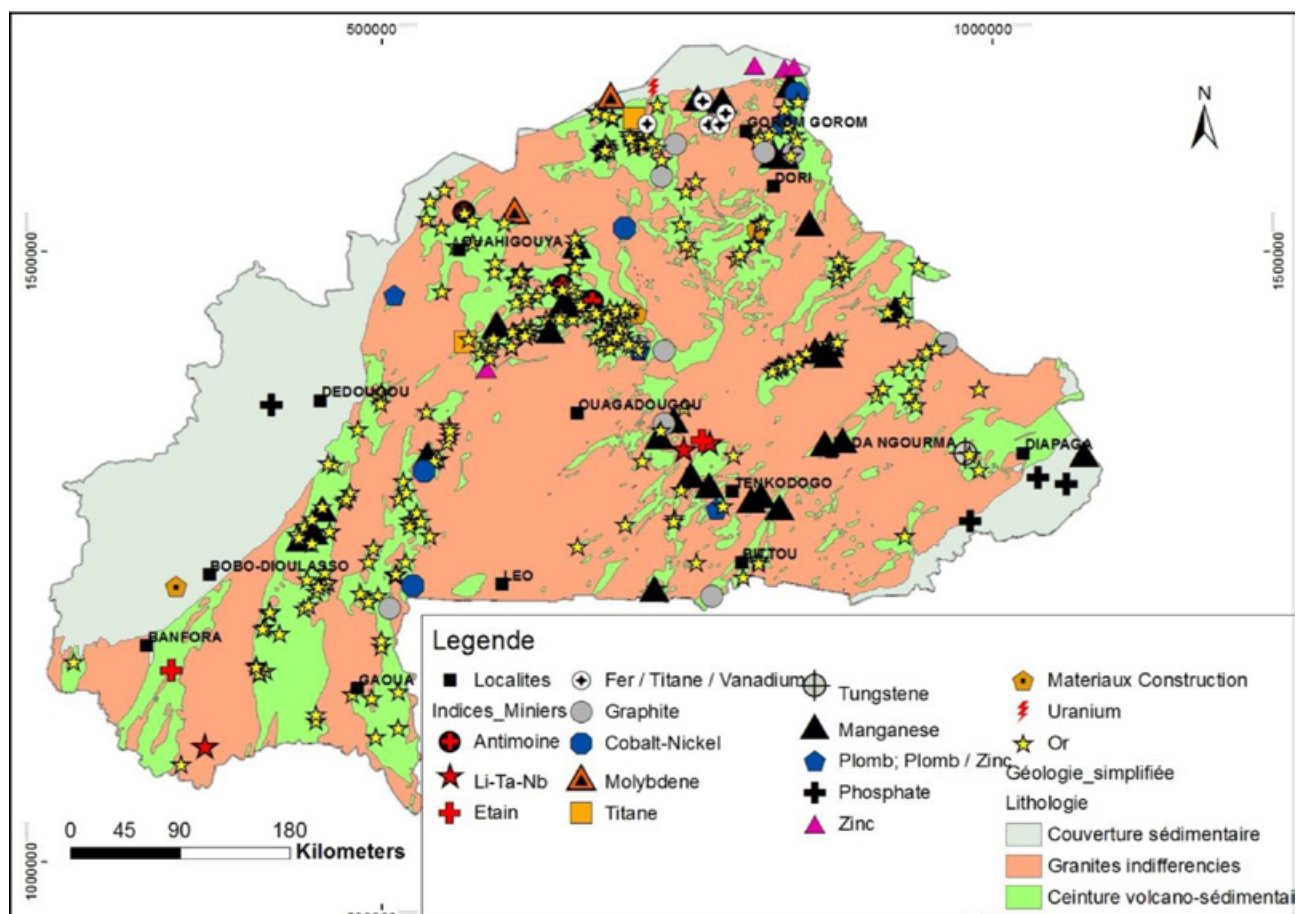 500000
1000000
N
GOROM GOROM
DORI
1500000
1500000
OUAHIGOUYA
DEDOUGOU
OUAGADOUGOU
DA NGOURMA
DIAPAGA
TENKODOGO
BOBO-DIOULASSO
BITTOU
LEO
BANFORA
GAOUA
Legende
Localites
Indices_Miniers
Antimoine
Li-Ta-Nb
Etain
Fer / Titane / Vanadium
Graphite
Cobalt-Nickel
Molybdene
Titane
Tungstene
Manganese
Plomb; Plomb / Zinc
Phosphate
Zinc
Materiaux Construction
Uranium
Or
Géologie_simplifiée
Lithologie
Couverture sédimentaire
Granites indifferencies
Ceinture volcano-sédimentai
0 45 90 180
Kilometers
1000000